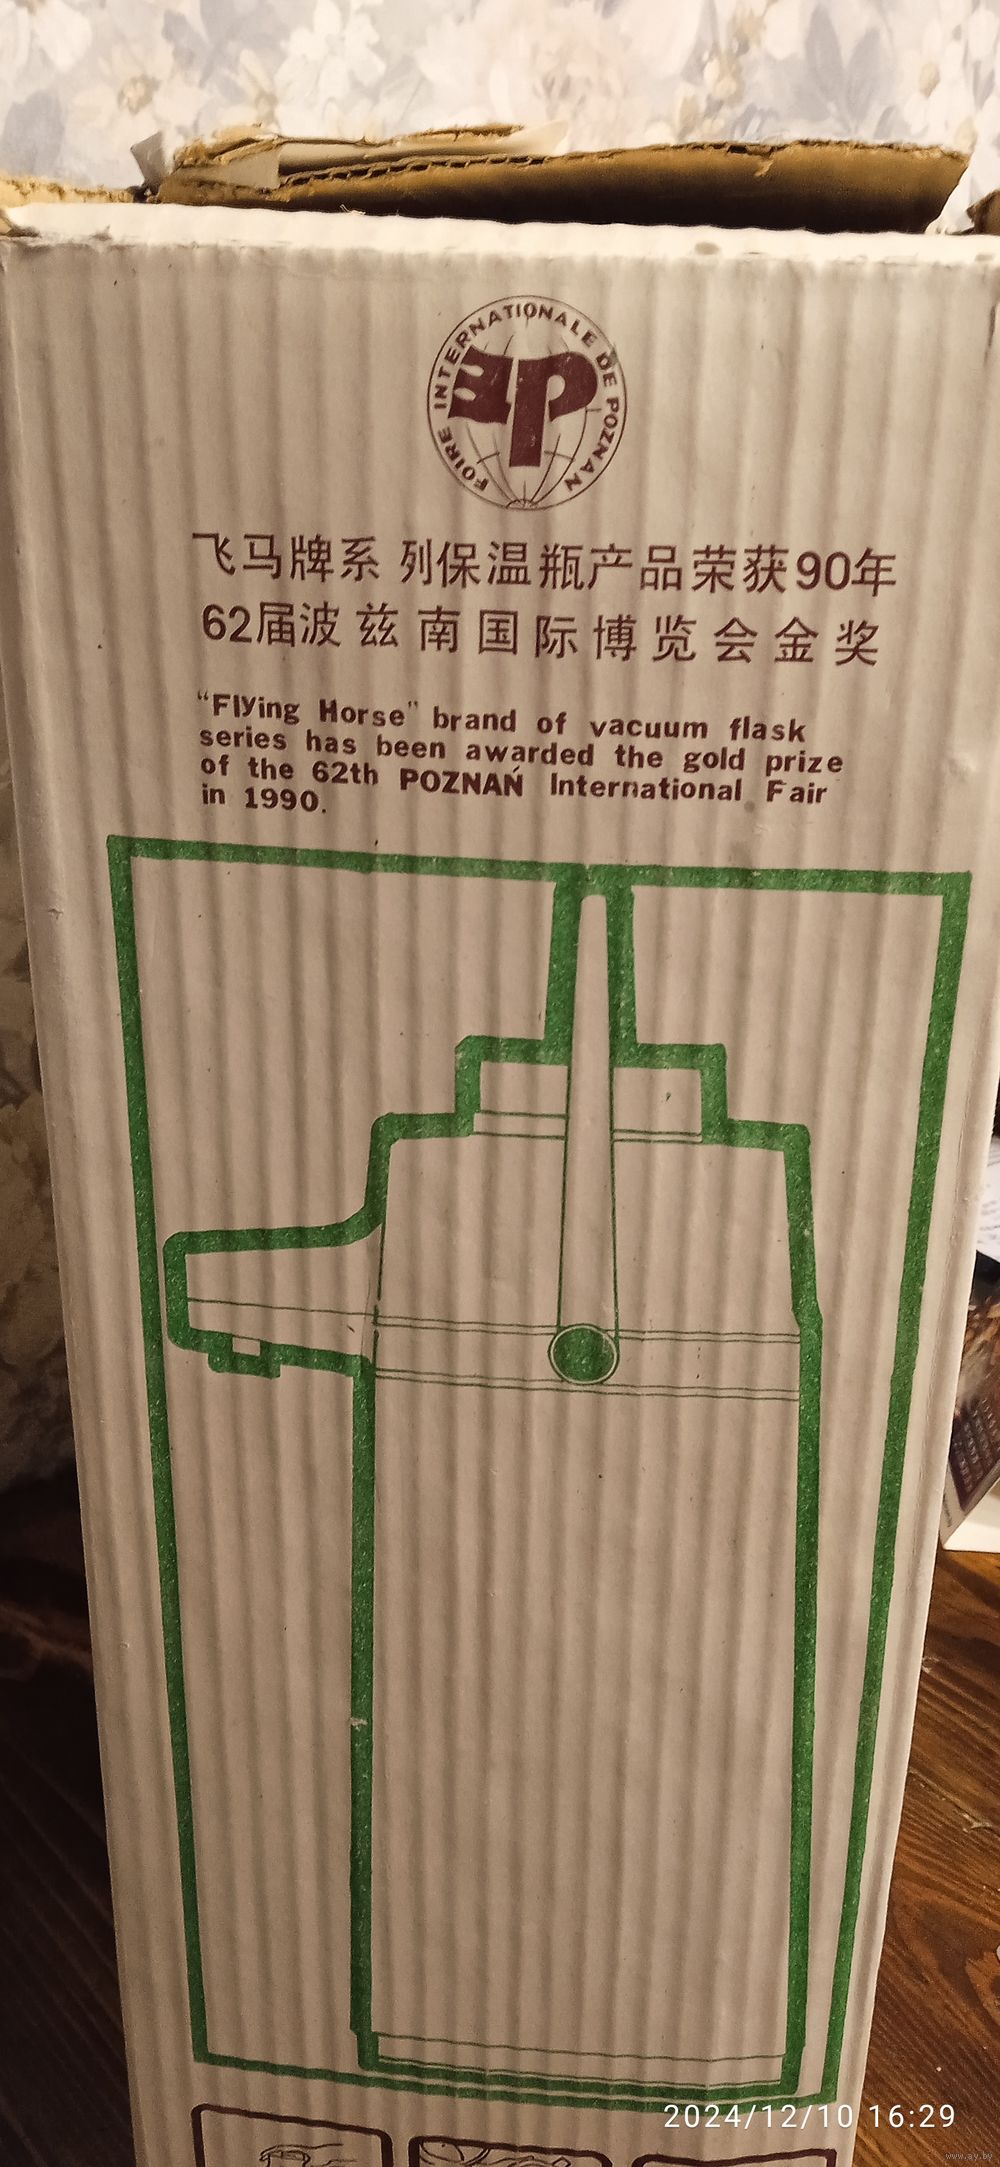 FOIRE INTERNATIONALE DE POZNAN
飞马牌系列保温瓶产品荣获90年
62届波兹南国际博览会金奖
"Flying Horse" brand of vacuum flask
series has been awarded the gold prize
of the 62th POZNAŃ International Fair
in 1990.
2024/12/10 16:29
www.ay.by